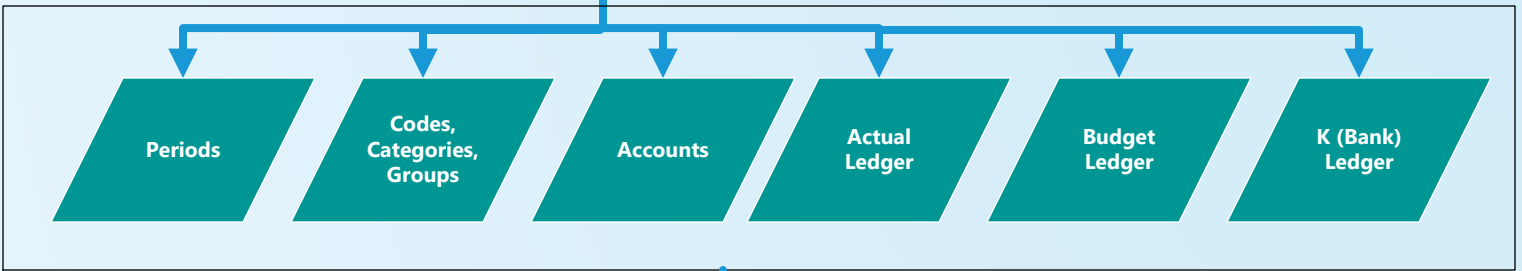 Periods
Codes,
Categories,
Groups
Accounts
Actual
Ledger
Budget
Ledger
K (Bank)
Ledger